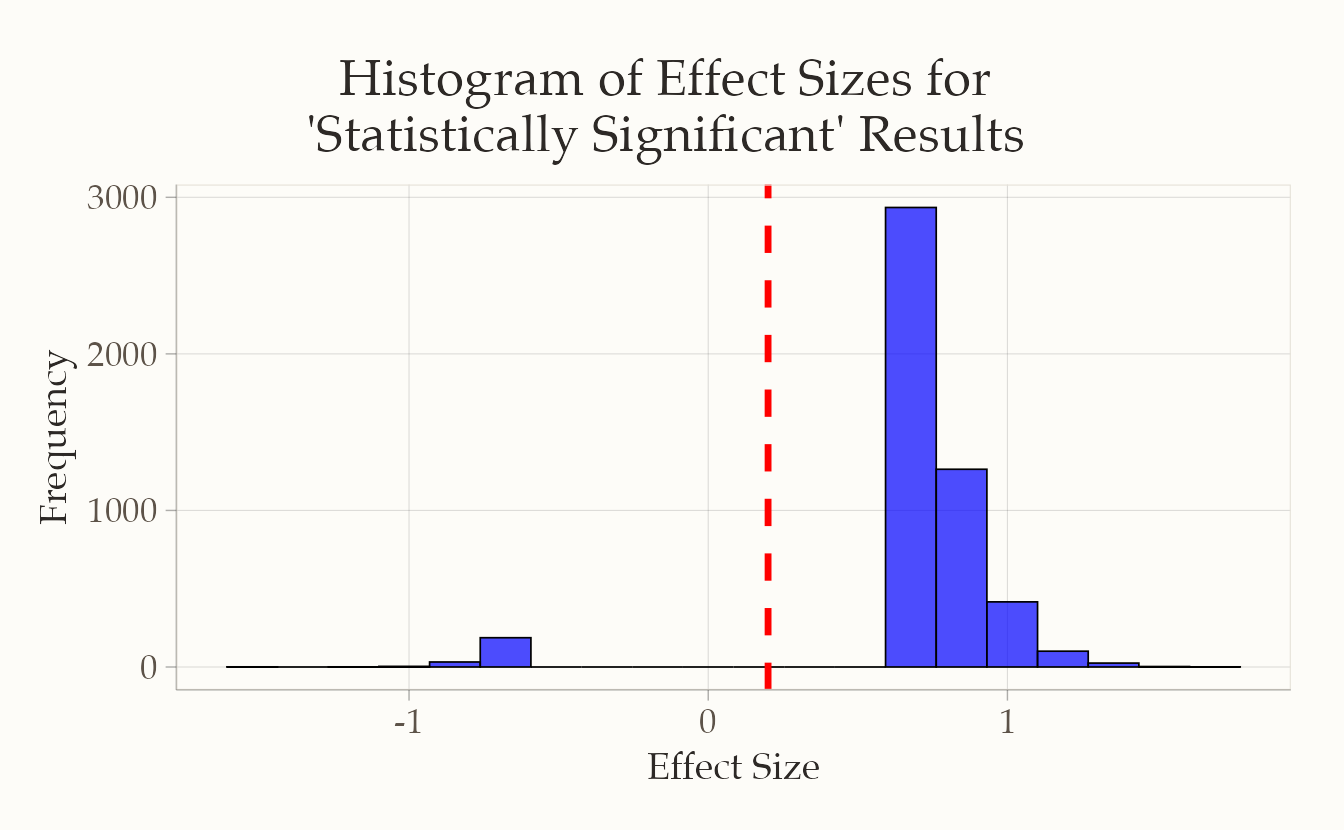 Histogram of Effect Sizes for
'Statistically Significant' Results
3000
2000
1000
0
Frequency
-1
0
1
Effect Size